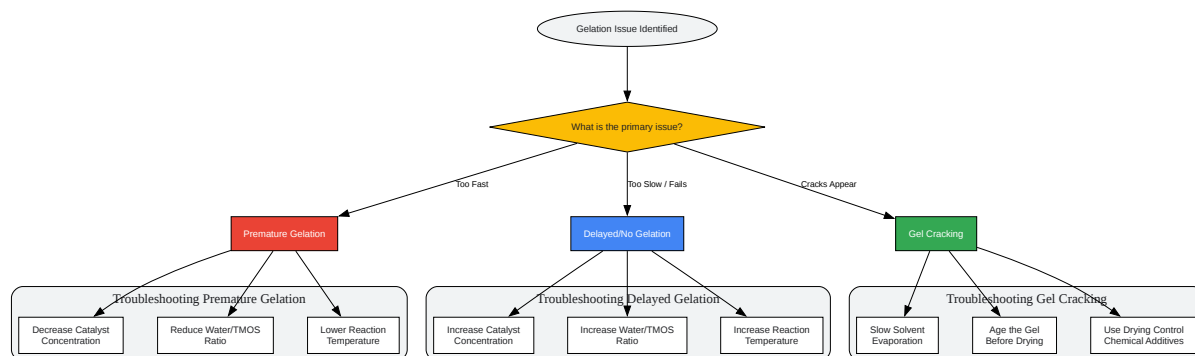 Gelation Issue Identified
What is the primary issue?
Too Fast
Too Slow / Fails
Cracks Appear
Premature Gelation
Delayed/No Gelation
Gel Cracking
Troubleshooting Premature Gelation
Decrease Catalyst
Concentration
Reduce Water/TMOS
Ratio
Lower Reaction
Temperature
Troubleshooting Delayed Gelation
Increase Catalyst
Concentration
Increase Water/TMOS
Ratio
Increase Reaction
Temperature
Troubleshooting Gel Cracking
Slow Solvent
Evaporation
Age the Gel
Before Drying
Use Drying Control
Chemical Additives